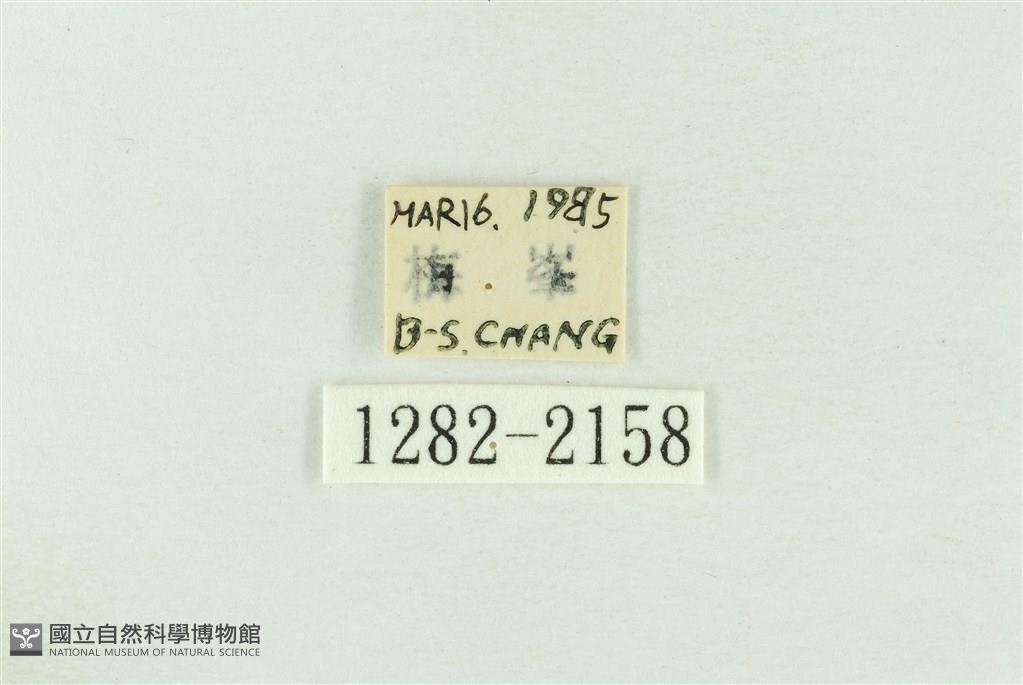 MAR16. 1985
梅 峯
B-S. CHANG
1282-2158
國立自然科學博物館
NATIONAL MUSEUM OF NATURAL SCIENCE